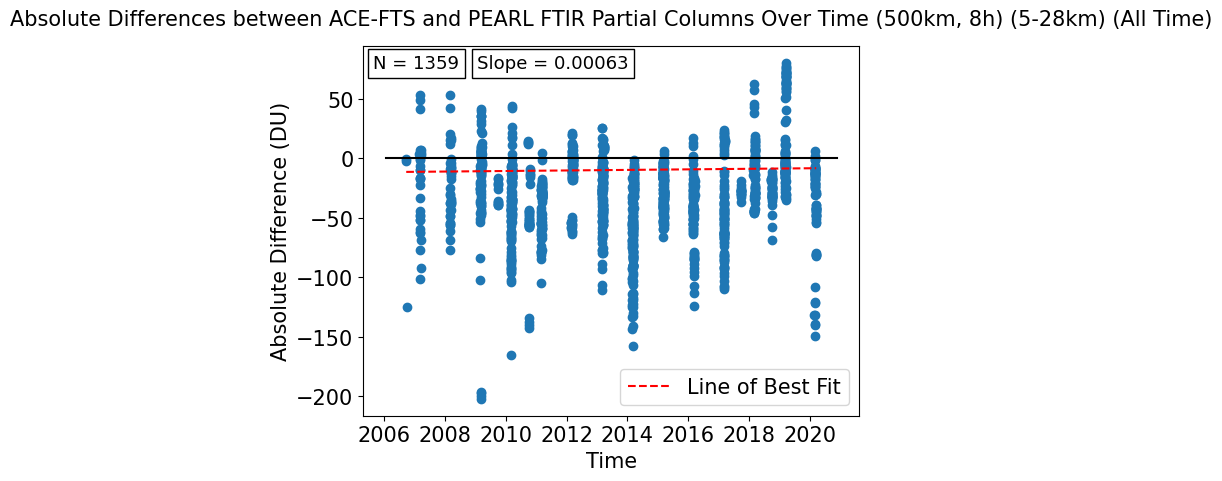 Absolute Differences between ACE-FTS and PEARL FTIR Partial Columns Over Time (500km, 8h) (5-28km) (All Time)
N = 1359
Slope = 0.00063
Absolute Difference (DU)
50
0
−50
−100
−150
−200
Line of Best Fit
2006 2008 2010 2012 2014 2016 2018 2020
Time